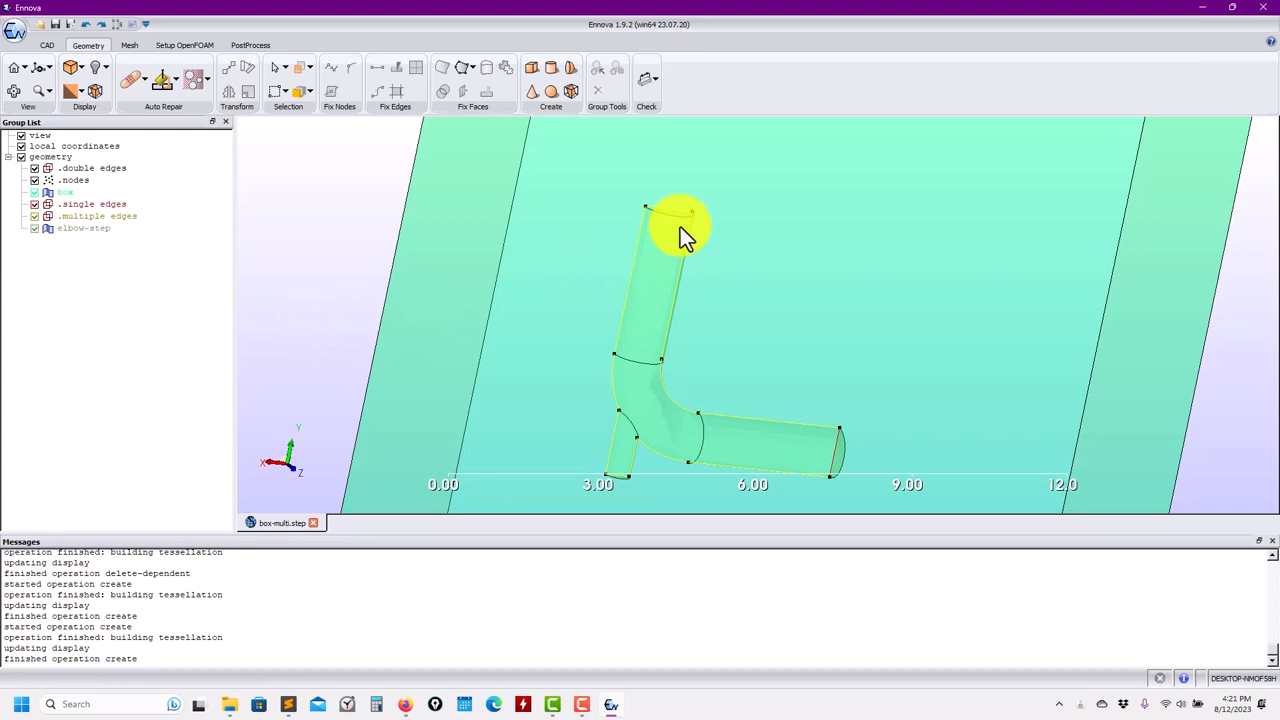 Ennova
Ennova 1.9.2 (win64 23.07.20)
CAD Geometry Mesh Setup OpenFOAM PostProcess
View Display Auto Repair Transform Selection Fix Nodes Fix Edges Fix Faces Create Group Tools Check
Group List
view
local coordinates
geometry
.double edges
.nodes
box
.single edges
.multiple edges
elbow-step
Y
X
Z
0.00 3.00 6.00 9.00 12.0
box-multi.step
Messages
operation finished: building tessellation
updating display
finished operation delete-dependent
started operation create
operation finished: building tessellation
updating display
finished operation create
started operation create
operation finished: building tessellation
updating display
finished operation create
DESKTOP-NMOF5BH
Search
9:21 PM
8/12/2023